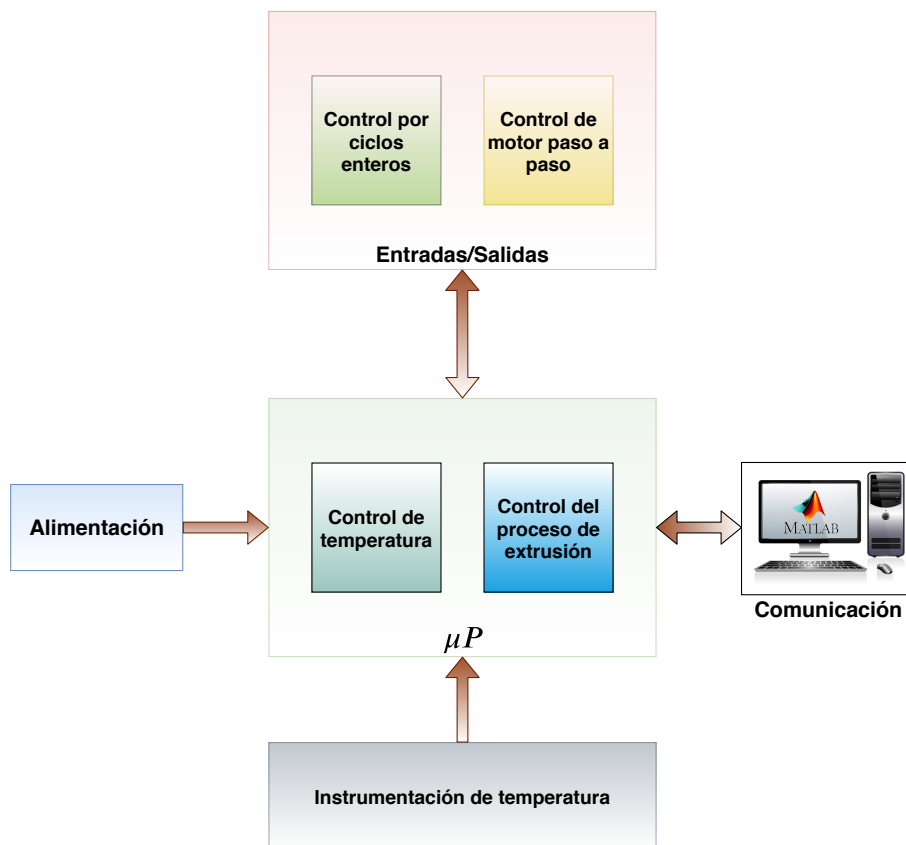 Control por
ciclos
enteros
Control de
motor paso a
paso
Entradas/Salidas
Alimentación
Control de
temperatura
Control del
proceso de
extrusión
μP
MATLAB
Comunicación
Instrumentación de temperatura